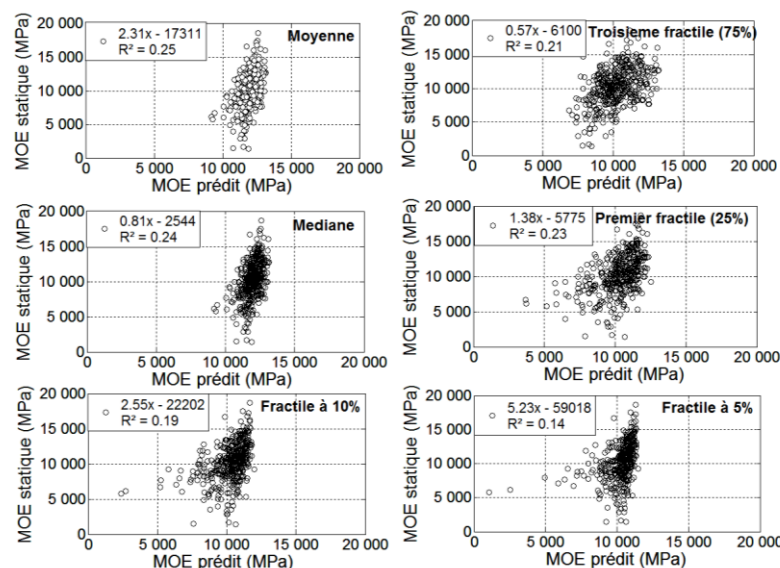 20 000
2.31x - 17311
R² = 0.25
Moyenne
15 000
10 000
5 000
0
0 5 000 10 000 15 000 20 000
MOE statique (MPa)
MOE prédit (MPa)
20 000
0.57x - 6100
R² = 0.21
Troisieme fractile (75%)
15 000
10 000
5 000
0
0 5 000 10 000 15 000 20 000
MOE statique (MPa)
MOE prédit (MPa)
20 000
0.81x - 2544
R² = 0.24
Mediane
15 000
10 000
5 000
0
0 5 000 10 000 15 000 20 000
MOE statique (MPa)
MOE prédit (MPa)
20 000
1.38x - 5775
R² = 0.23
Premier fractile (25%)
15 000
10 000
5 000
0
0 5 000 10 000 15 000 20 000
MOE statique (MPa)
MOE prédit (MPa)
20 000
2.55x - 22202
R² = 0.19
Fractile à 10%
15 000
10 000
5 000
0
0 5 000 10 000 15 000 20 000
MOE statique (MPa)
MOE prédit (MPa)
20 000
5.23x - 59018
R² = 0.14
Fractile à 5%
15 000
10 000
5 000
0
0 5 000 10 000 15 000 20 000
MOE statique (MPa)
MOE prédit (MPa)